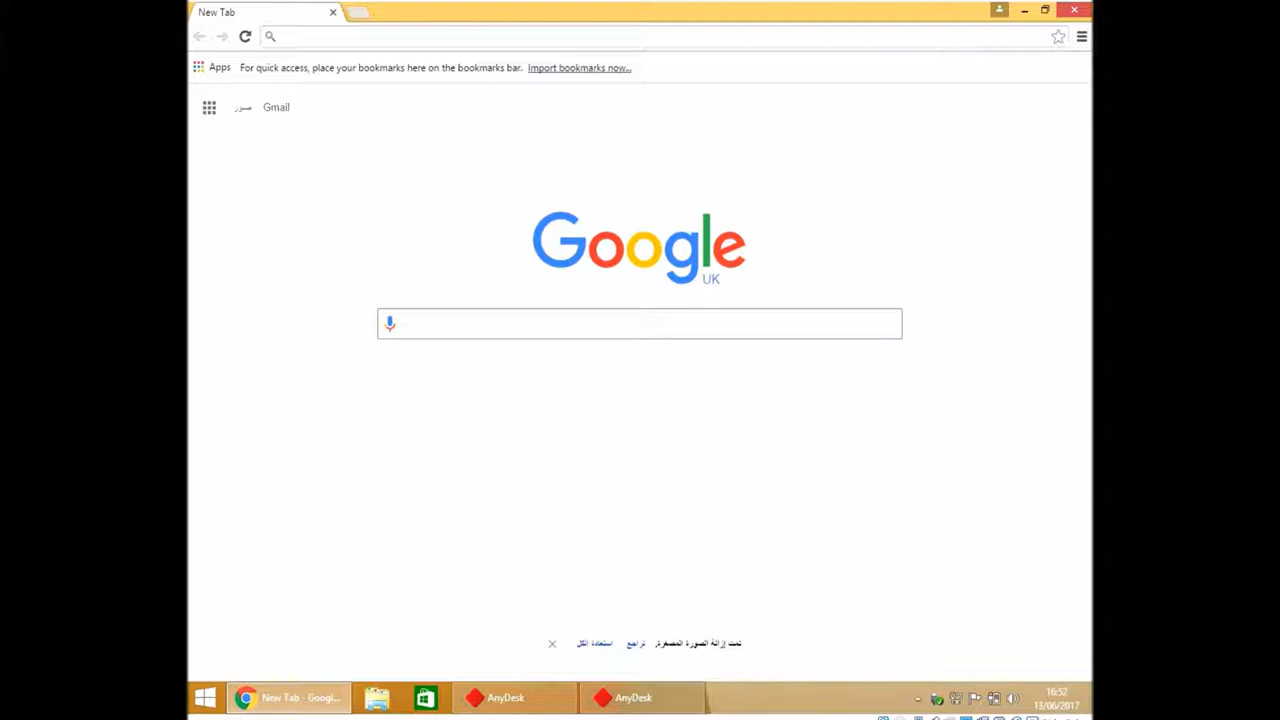 New Tab
Apps For quick access, place your bookmarks here on the bookmarks bar. Import bookmarks now...
صور Gmail
Google
UK
تمت إزالة الصورة المصغرة. تراجع استعادة الكل
New Tab - Googl... AnyDesk AnyDesk
16:52
13/06/2017